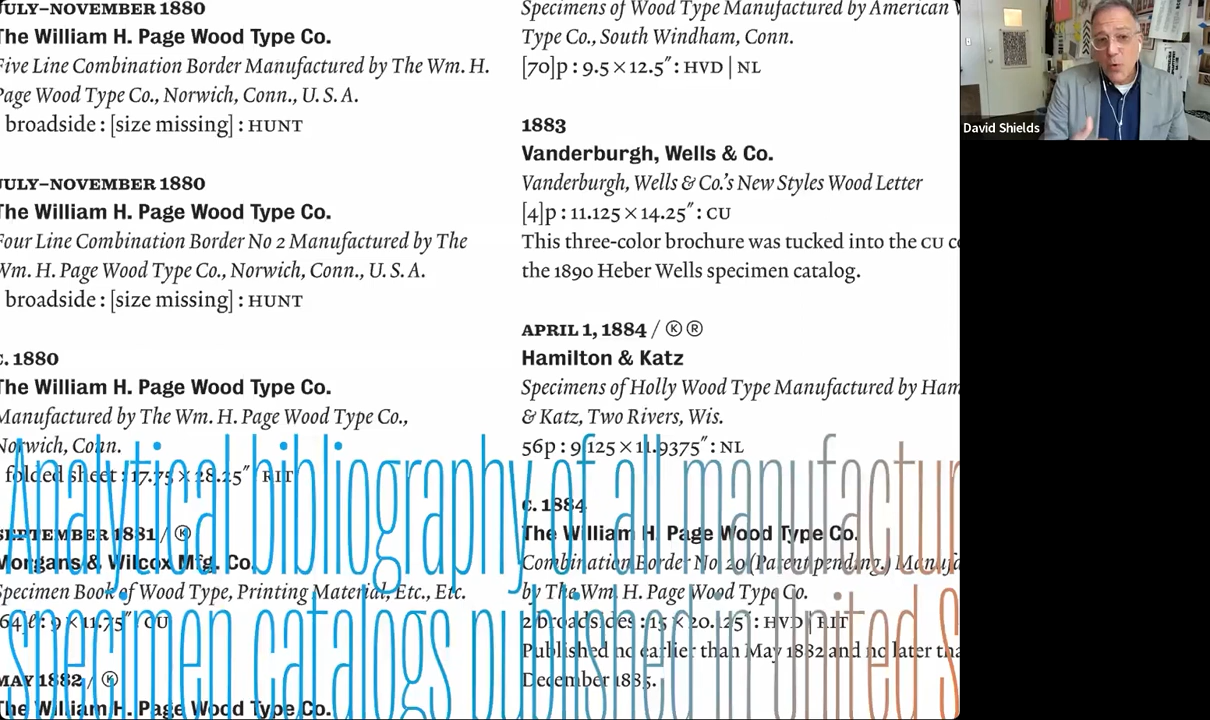 JULY–NOVEMBER 1880
The William H. Page Wood Type Co.
Five Line Combination Border Manufactured by The Wm. H.
Page Wood Type Co., Norwich, Conn., U. S. A.
broadside : [size missing] : HUNT
JULY–NOVEMBER 1880
The William H. Page Wood Type Co.
Four Line Combination Border No 2 Manufactured by The
Wm. H. Page Wood Type Co., Norwich, Conn., U. S. A.
broadside : [size missing] : HUNT
C. 1880
The William H. Page Wood Type Co.
Manufactured by The Wm. H. Page Wood Type Co.,
Norwich, Conn.
folded sheet : 17.75 × 28.25″ : RIT
SEPTEMBER 1881 / Ⓚ
Morgans & Wilcox Mfg. Co.
Specimen Book of Wood Type, Printing Material, Etc., Etc.
64 ℓ : 9 × 11.75″ : CU
MAY 1882 / Ⓚ
The William H. Page Wood Type Co.
Specimens of Wood Type Manufactured by American
Type Co., South Windham, Conn.
[70]p : 9.5 × 12.5″ : HVD | NL
1883
Vanderburgh, Wells & Co.
Vanderburgh, Wells & Co.’s New Styles Wood Letter
[4]p : 11.125 × 14.25″ : CU
This three-color brochure was tucked into the CU
the 1890 Heber Wells specimen catalog.
APRIL 1, 1884 / Ⓚ Ⓡ
Hamilton & Katz
Specimens of Holly Wood Type Manufactured by Ham
& Katz, Two Rivers, Wis.
56p : 9.125 × 11.9375″ : NL
C. 1884
The William H. Page Wood Type Co.
Combination Border No 20 (Patent pending.) Manufa
by The Wm. H. Page Wood Type Co.
2 broadsides : 15 × 20.125″ : HVD | RIT
Published no earlier than May 1882 and no later tha
December 1885.
Analytical bibliography of all manufactur
specimen catalogs published in United S
David Shields